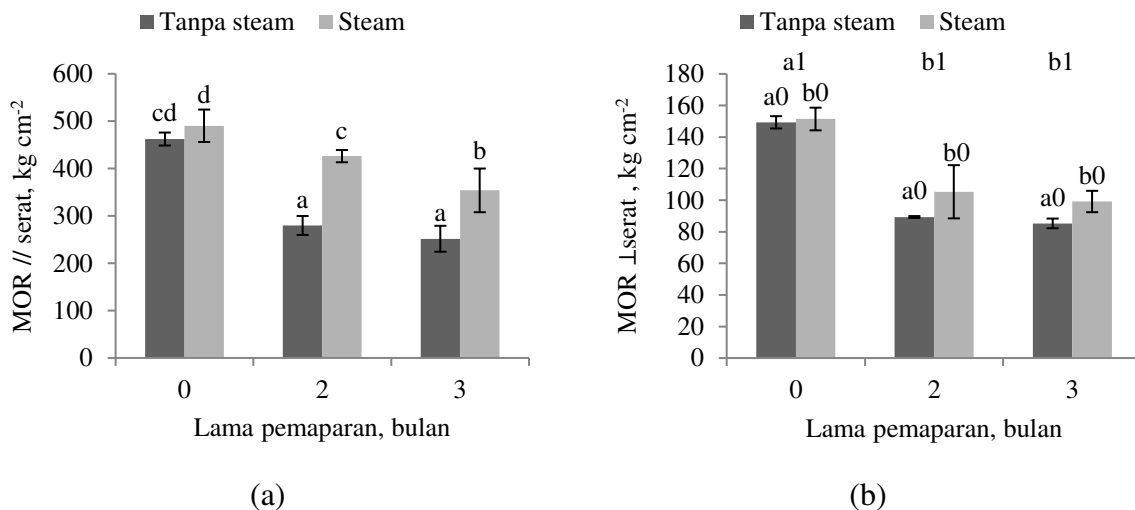 Tanpa steam Steam
600
500
400
300
200
100
0
MOR // serat, kg cm-2
cd d
a c
a b
0 2 3
Lama pemaparan, bulan
(a)
Tanpa steam Steam
a1 b1 b1
180
160
140
120
100
80
60
40
20
0
MOR ⊥serat , kg cm-2
a0 b0
a0 b0
a0 b0
0 2 3
Lama pemaparan, bulan
(b)